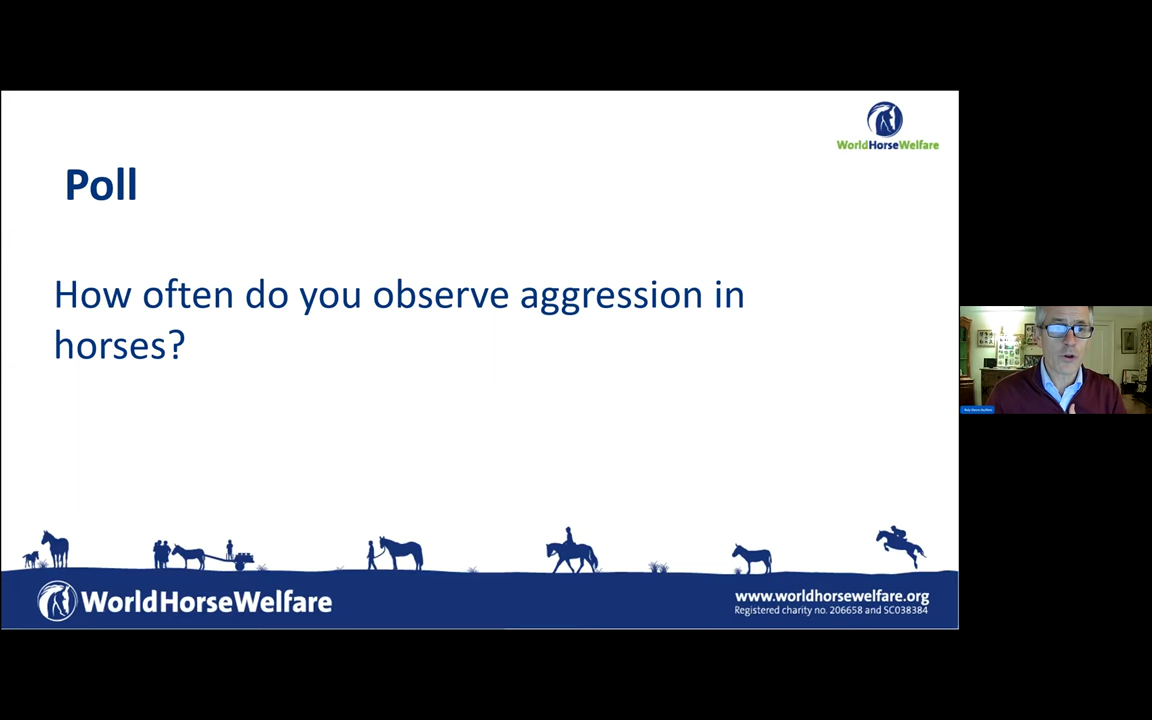 WorldHorseWelfare
Poll
How often do you observe aggression in
horses?
WorldHorseWelfare
www.worldhorsewelfare.org
Registered charity no. 206658 and SC038384